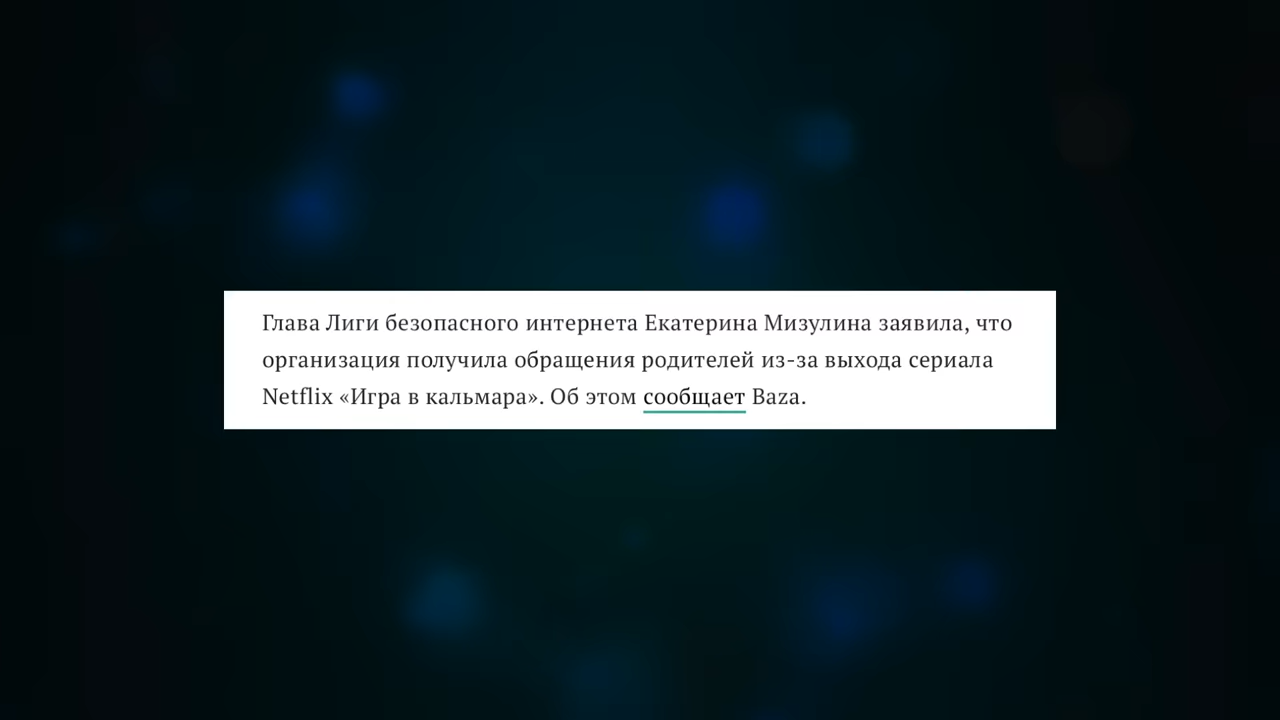 Глава Лиги безопасного интернета Екатерина Мизулина заявила, что
организация получила обращения родителей из-за выхода сериала
Netflix «Игра в кальмара». Об этом сообщает Baza.